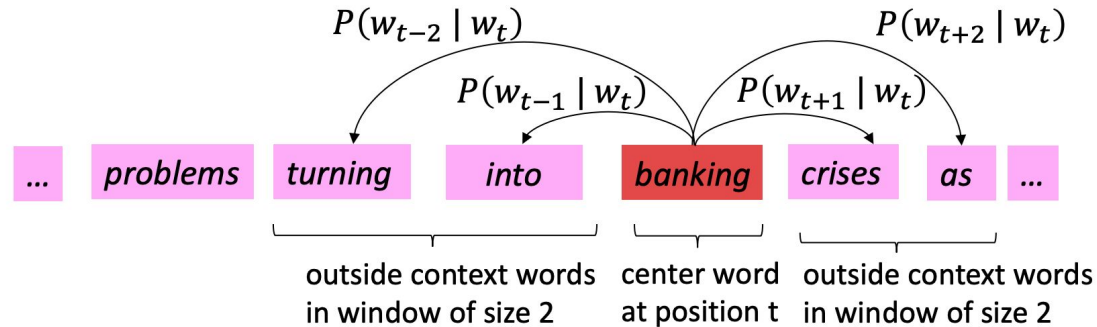 P(w_{t−2} | w_t)
P(w_{t+2} | w_t)
P(w_{t−1} | w_t)
P(w_{t+1} | w_t)
... problems turning into banking crises as ...
outside context words
in window of size 2
center word
at position t
outside context words
in window of size 2